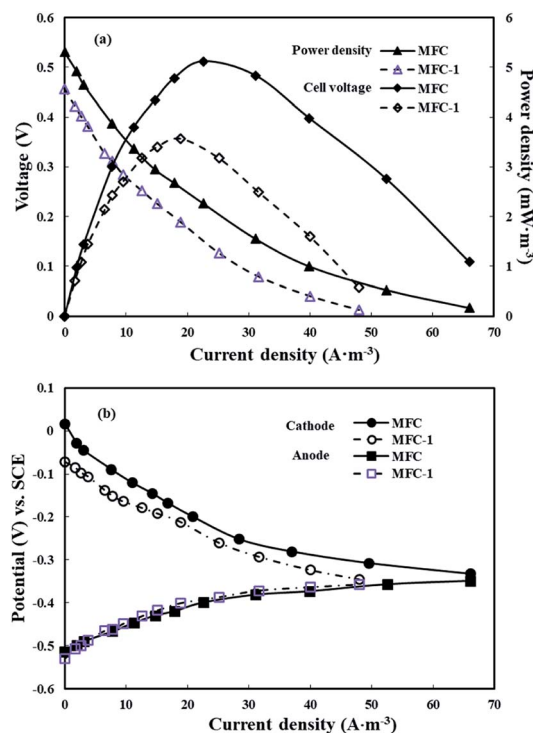 (a)
Power density
MFC
MFC-1
Cell voltage
MFC
MFC-1
Voltage (V)
0.6
0.5
0.4
0.3
0.2
0.1
0
Power density (mW·m-3)
6
5
4
3
2
1
0
0 10 20 30 40 50 60 70
Current density (A·m-3)
(b)
Cathode
MFC
MFC-1
Anode
MFC
MFC-1
Potential (V) vs. SCE
0.1
0
-0.1
-0.2
-0.3
-0.4
-0.5
-0.6
0 10 20 30 40 50 60 70
Current density (A·m-3)